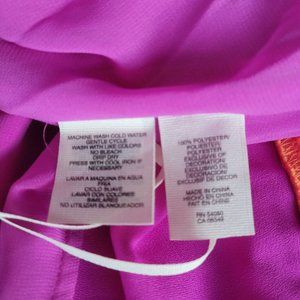 MACHINE WASH COLD WATER
GENTLE CYCLE
WASH WITH LIKE COLORS
NO BLEACH
DRIP DRY
PRESS WITH COOL IRON IF
NECESSARY
LAVAR A MAQUINA EN AGUA
FRIA
CICLO SUAVE
LAVAR CON COLORES
SIMILARES
NO UTILIZAR BLANQUEADOR
100% POLYESTER/
POLYESTER/
POLIESTER
EXCLUSIVE OF
DECORATION/
EXCLUSIVO DE
DECORACION/
EXCLUSIF DE DECOR
MADE IN CHINA
HECHO EN CHINA
FAIT EN CHINE